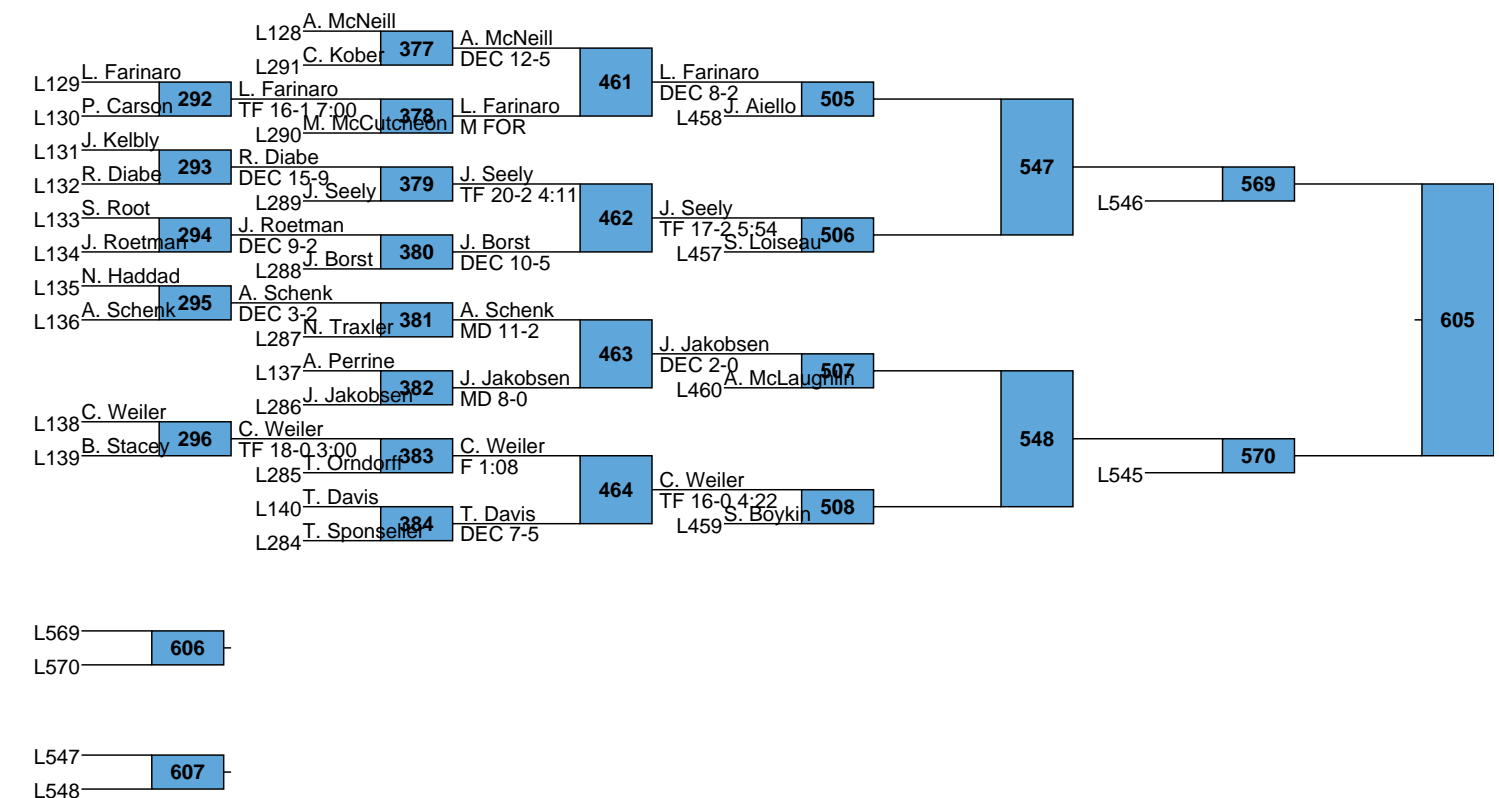 A. McNeill
L128
377
C. Kober
L291
A. McNeill
DEC 12-5
461
L. Farinaro
L129
292
P. Carson
L130
L. Farinaro
TF 16-1 7:00
378
M. McCutcheon
L290
L. Farinaro
M FOR
L. Farinaro
DEC 8-2
505
J. Aiello
L458
J. Kelbly
L131
293
R. Diabe
L132
R. Diabe
DEC 15-9
379
J. Seely
L289
J. Seely
TF 20-2 4:11
462
547
569
L546
S. Root
L133
294
J. Roetman
L134
J. Roetman
DEC 9-2
380
J. Borst
L288
J. Borst
DEC 10-5
J. Seely
TF 17-2 5:54
506
S. Loiseau
L457
N. Haddad
L135
295
A. Schenk
L136
A. Schenk
DEC 3-2
381
N. Traxler
L287
A. Schenk
MD 11-2
463
605
A. Perrine
L137
382
J. Jakobsen
L286
J. Jakobsen
MD 8-0
J. Jakobsen
DEC 2-0
507
A. McLaughlin
L460
C. Weiler
L138
296
B. Stacey
L139
C. Weiler
TF 18-0 3:00
383
T. Orndorff
L285
C. Weiler
F 1:08
464
548
570
L545
T. Davis
L140
384
T. Sponseller
L284
T. Davis
DEC 7-5
C. Weiler
TF 16-0 4:22
508
S. Boykin
L459
L569
606
L570
L547
607
L548